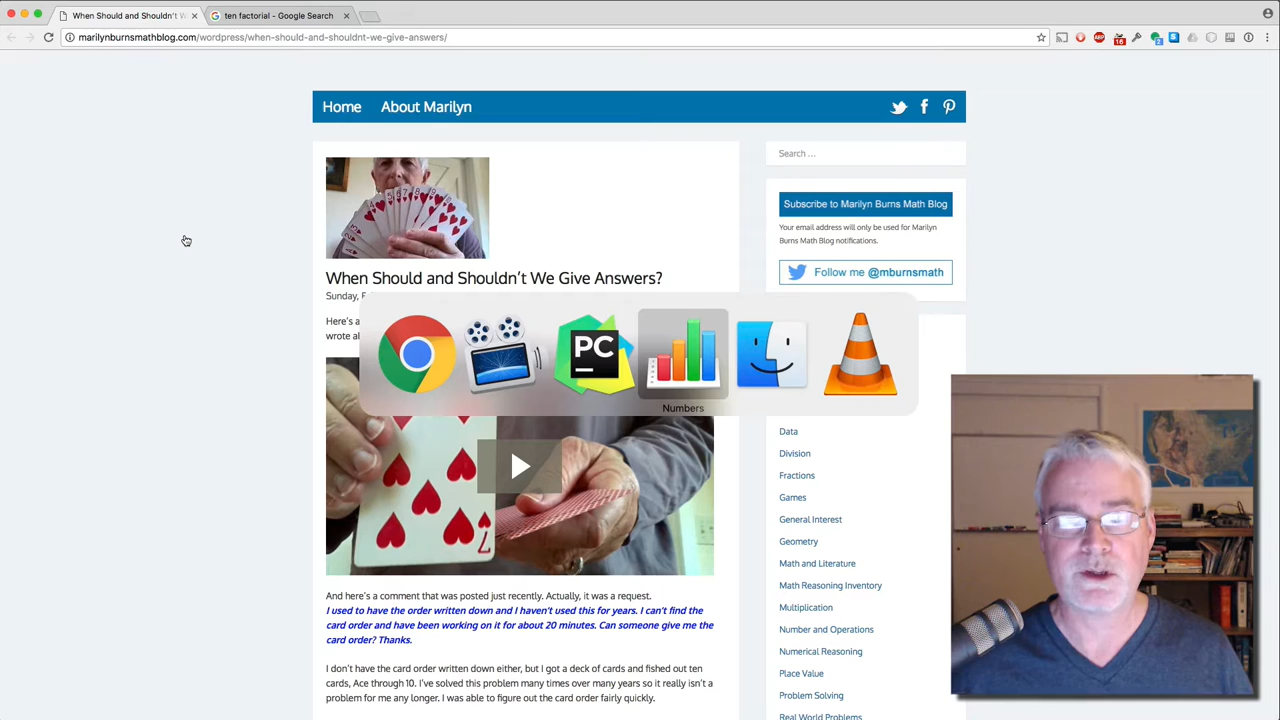 When Should and Shouldn't W
ten factorial - Google Search
marilynburnsmathblog.com/wordpress/when-should-and-shouldnt-we-give-answers/
Home
About Marilyn
Search ...
Subscribe to Marilyn Burns Math Blog
Your email address will only be used for Marilyn
Burns Math Blog notifications.
Follow me @mburnsmath
When Should and Shouldn't We Give Answers?
Sunday,
Here's a
wrote
PC
Numbers
Data
Division
Fractions
Games
General Interest
Geometry
Math and Literature
Math Reasoning Inventory
Multiplication
Number and Operations
Numerical Reasoning
Place Value
Problem Solving
Real World Problems
7
And here's a comment that was posted just recently. Actually, it was a request.
I used to have the order written down and I haven't used this for years. I can't find the
card order and have been working on it for about 20 minutes. Can someone give me the
card order? Thanks.
I don't have the card order written down either, but I got a deck of cards and fished out ten
cards, Ace through 10. I've solved this problem many times over many years so it really isn't a
problem for me any longer. I was able to figure out the card order fairly quickly.